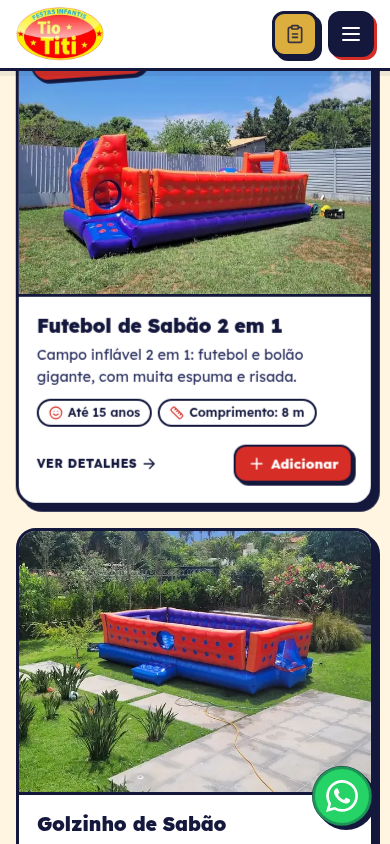 FESTAS INFANTIS
Tio
Titi
Futebol de Sabão 2 em 1
Campo inflável 2 em 1: futebol e bolão
gigante, com muita espuma e risada.
Até 15 anos
Comprimento: 8 m
VER DETALHES
Adicionar
Golzinho de Sabão